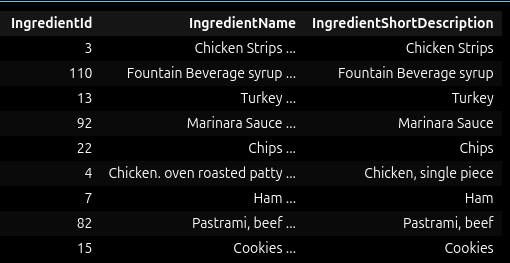 IngredientId IngredientName IngredientShortDescription
3 Chicken Strips ... Chicken Strips
110 Fountain Beverage syrup ... Fountain Beverage syrup
13 Turkey ... Turkey
92 Marinara Sauce ... Marinara Sauce
22 Chips ... Chips
4 Chicken. oven roasted patty ... Chicken, single piece
7 Ham ... Ham
82 Pastrami, beef ... Pastrami, beef
15 Cookies ... Cookies